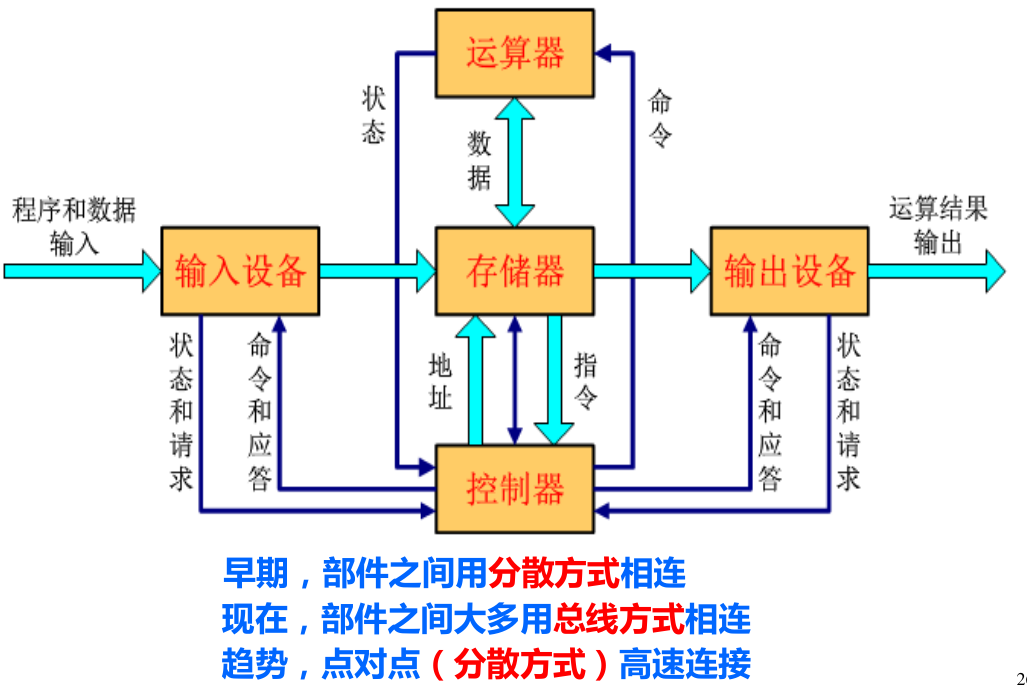 运算器
状态
命令
数据
程序和数据
输入
运算结果
输出
输入设备
存储器
输出设备
状态和请求
命令和应答
地址
指令
命令和应答
状态和请求
控制器
早期，部件之间用分散方式相连
现在，部件之间大多用总线方式相连
趋势，点对点（分散方式）高速连接